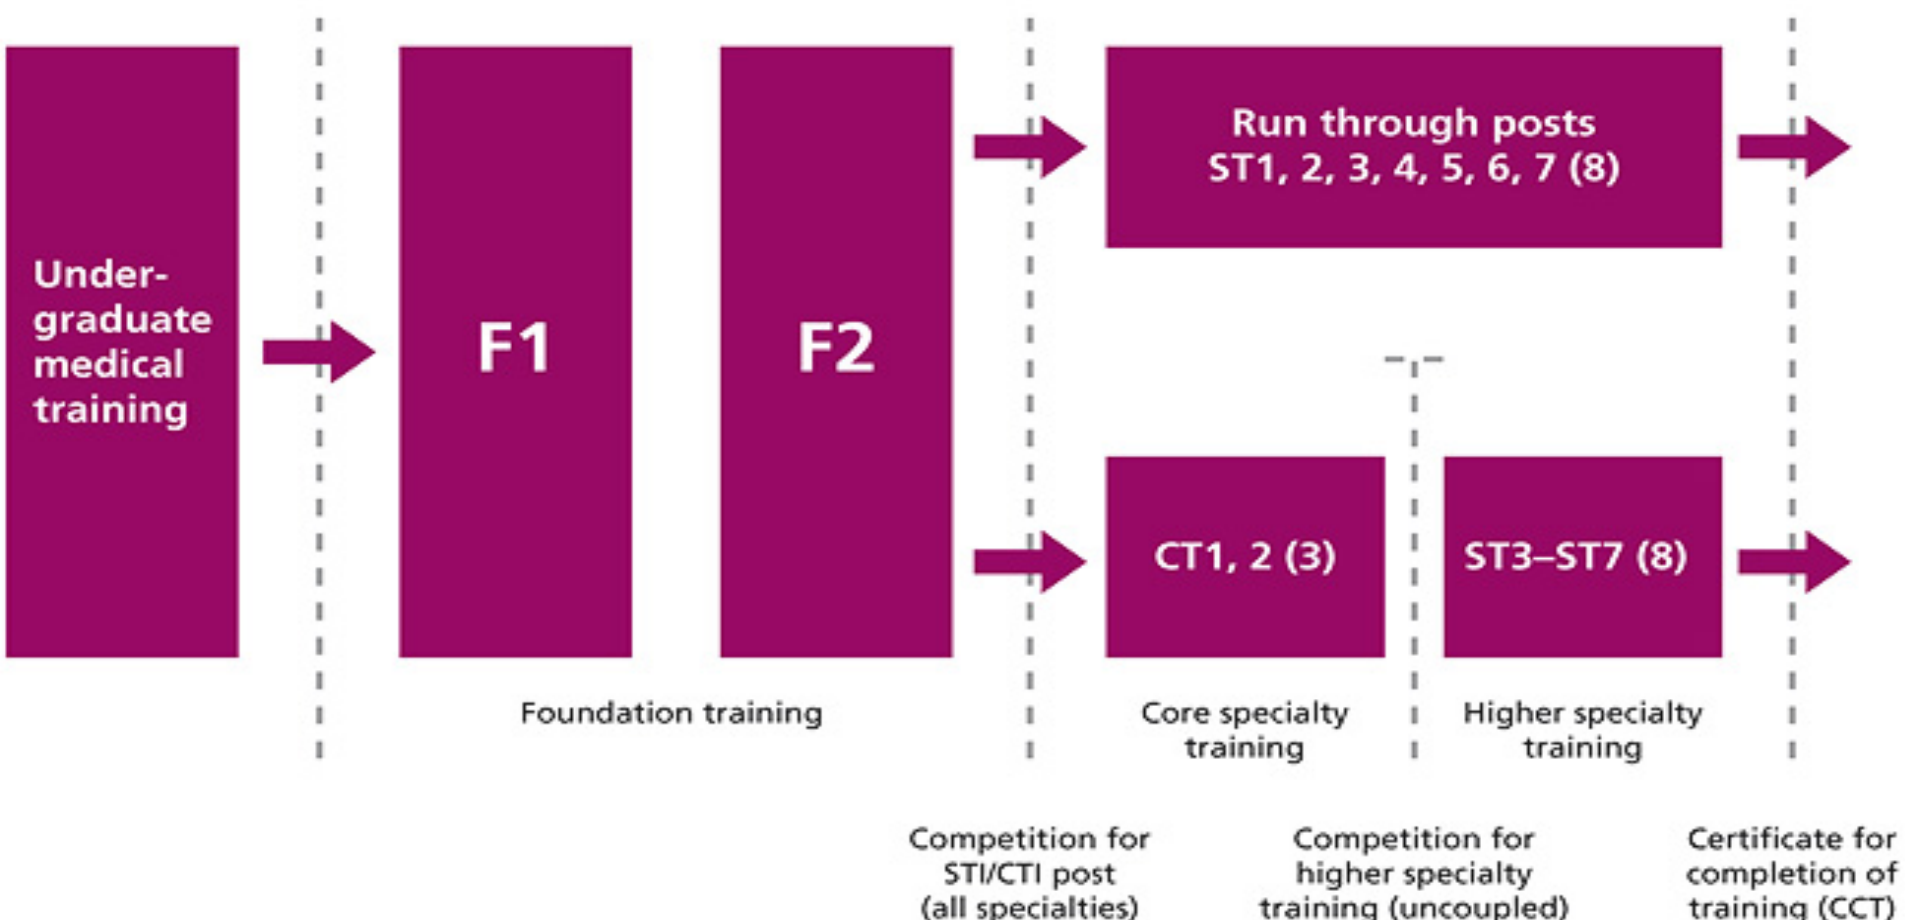 Under-
graduate
medical
training
F1
F2
Run through posts
ST1, 2, 3, 4, 5, 6, 7 (8)
CT1, 2 (3)
ST3–ST7 (8)
Foundation training
Core specialty
training
Higher specialty
training
Competition for
STI/CTI post
(all specialties)
Competition for
higher specialty
training (uncoupled)
Certificate for
completion of
training (CCT)